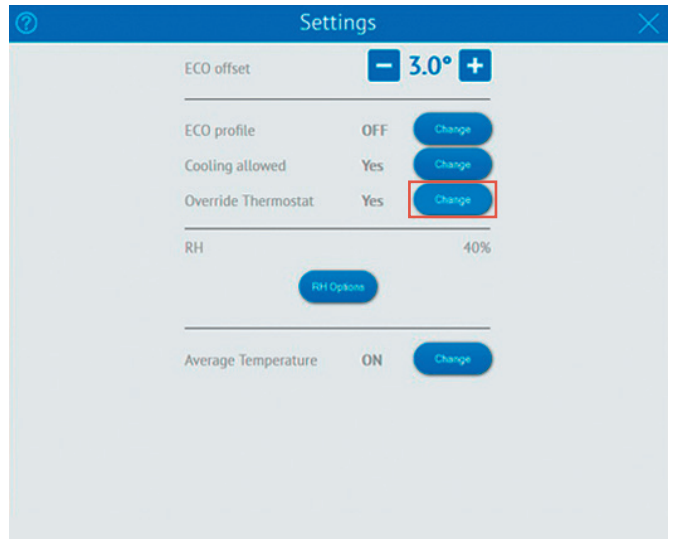 Settings
ECO offset − 3.0° +
ECO profile OFF Change
Cooling allowed Yes Change
Override Thermostat Yes Change
RH 40%
RH Options
Average Temperature ON Change